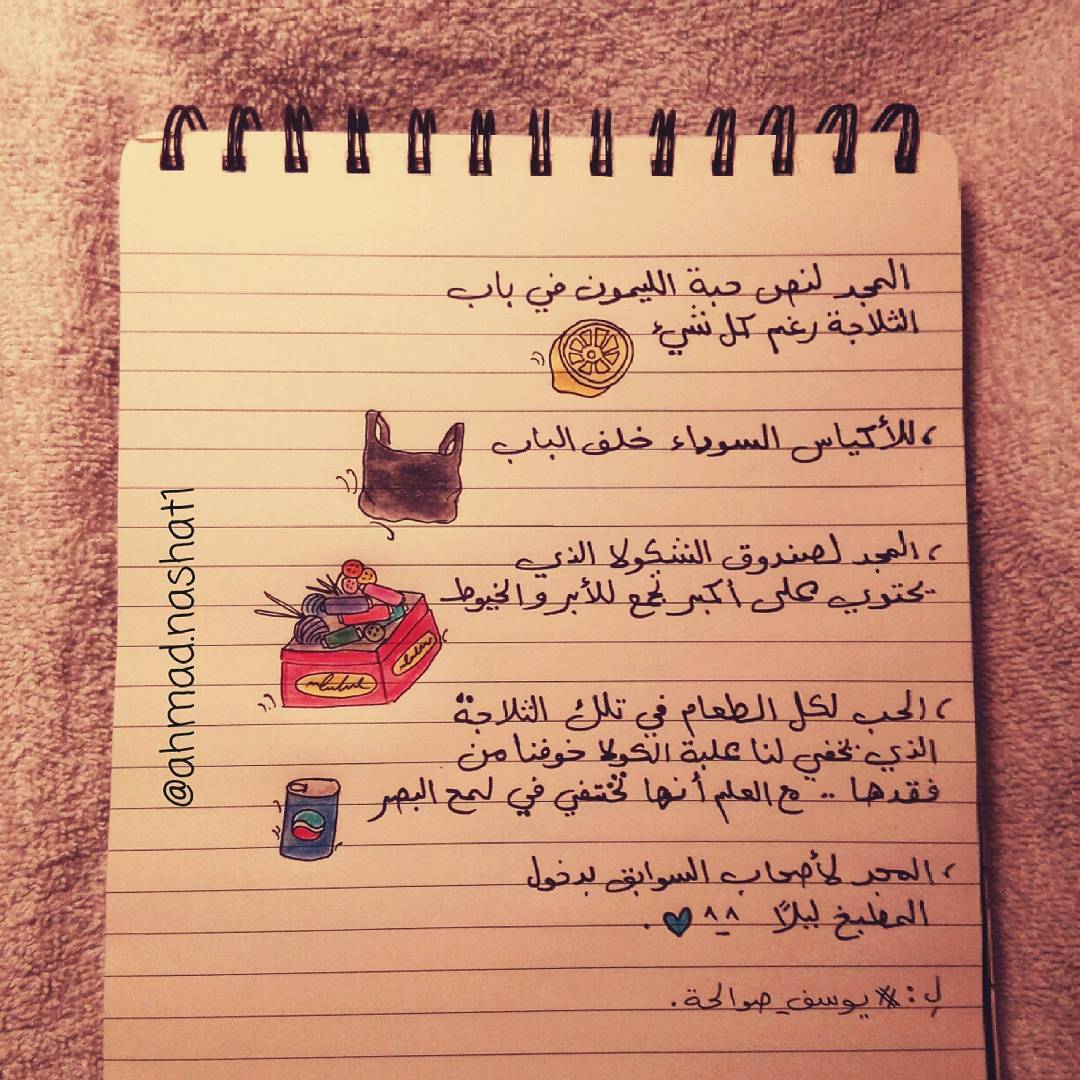 المجد لنص حبة الليمون في باب
الثلاجة رغم كل شيء
، للأكياس السوداء خلف الباب
، المجد لصندوق الشكولا الذي
يحتوي على أكبر تجمع للأبر والخيوط
، الحب لكل الطعام في تلك الثلاجة
الذي يخفي لنا علبة الكولا خوفنا من
فقدها .. مع العلم أنها تختفي في لمح البصر
، المجد لأصحاب السوابق بدخول
المطبخ ليلاً ^_^ .
لـ : # يوسف_صوالحة .
@ahmad.nashat1